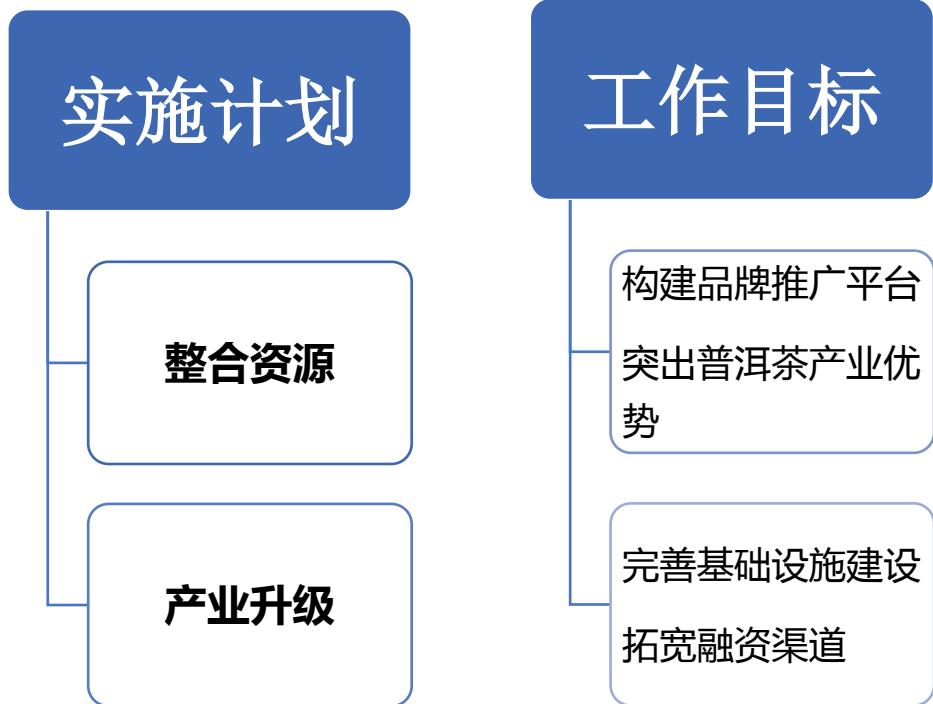 实施计划
整合资源
产业升级
工作目标
构建品牌推广平台
突出普洱茶产业优
势
完善基础设施建设
拓宽融资渠道